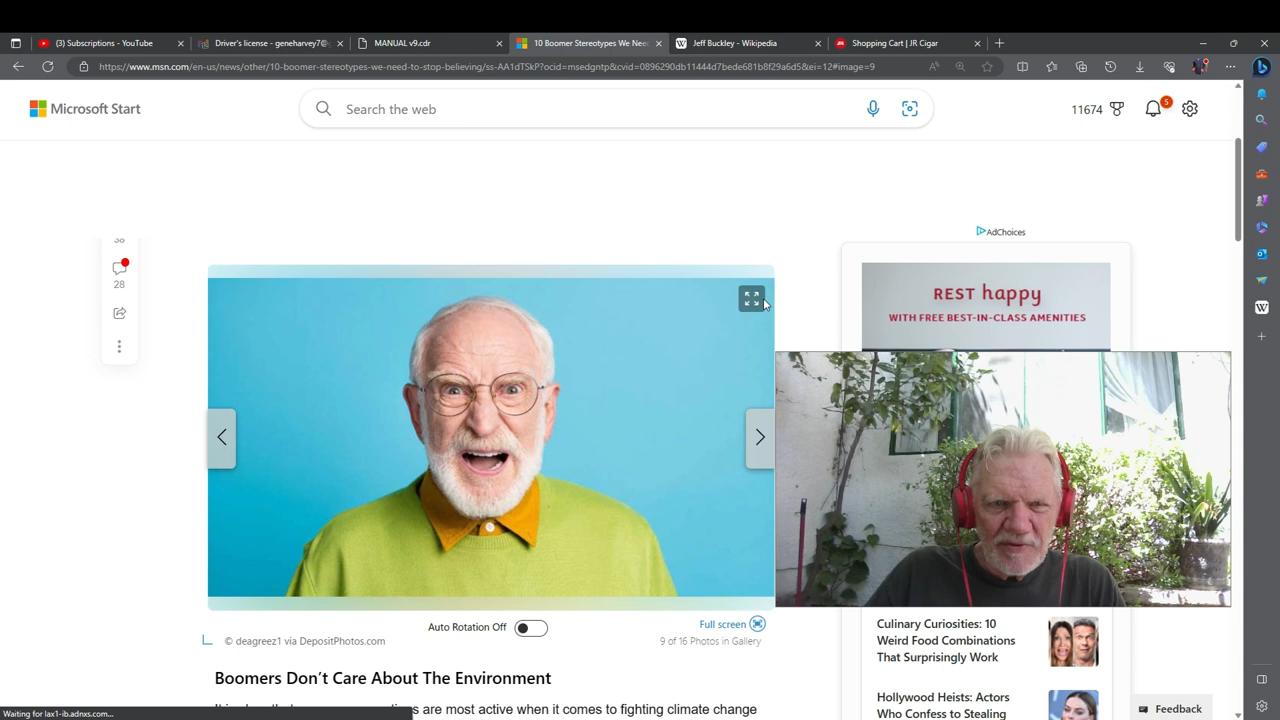 (3) Subscriptions - YouTube
Driver's license - geneharvey7@
MANUAL v9.cdr
10 Boomer Stereotypes We Nee
Jeff Buckley - Wikipedia
Shopping Cart | JR Cigar
https://www.msn.com/en-us/news/other/10-boomer-stereotypes-we-need-to-stop-believing/ss-AA1dTSkP?ocid=msedgntp&cvid=0896290db11444d7bede681b8f29a6d5&ei=12#image=9
Microsoft Start
Search the web
11674
5
AdChoices
38
28
REST happy
WITH FREE BEST-IN-CLASS AMENITIES
Auto Rotation Off
Full screen
© deagreez1 via DepositPhotos.com
9 of 16 Photos in Gallery
Culinary Curiosities: 10
Weird Food Combinations
That Surprisingly Work
Boomers Don't Care About The Environment
are most active when it comes to fighting climate change
Hollywood Heists: Actors
Who Confess to Stealing
Feedback
Waiting for lax1-ib.adnxs.com...